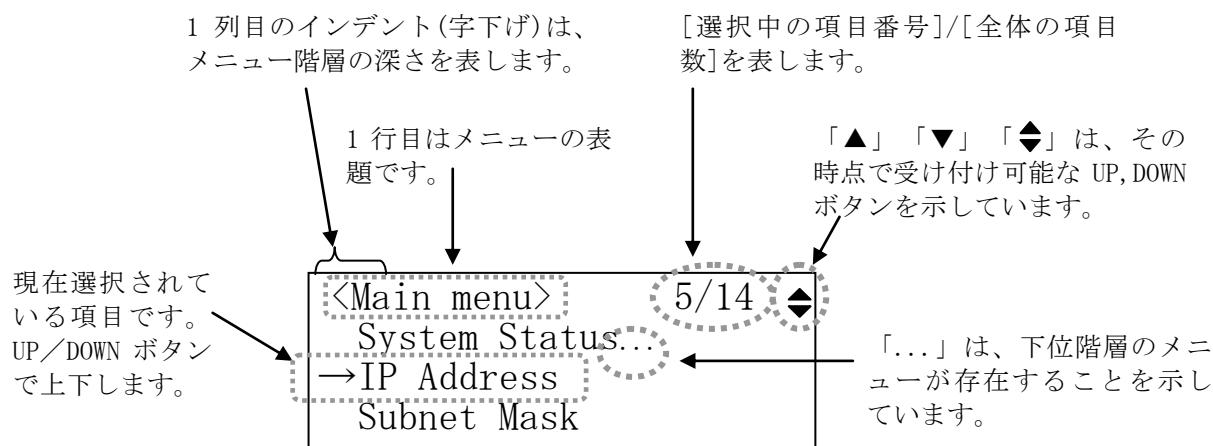 1 列目のインデント(字下げ)は、
メニュー階層の深さを表します。
[選択中の項目番号]/[全体の項目
数]を表します。
1 行目はメニューの表
題です。
「▲」「▼」「◆」は、その
時点で受け付け可能な UP,DOWN
ボタンを示しています。
現在選択されて
いる項目です。
UP／DOWN ボタン
で上下します。
<Main menu> 5/14 ◆
System Status...
→IP Address
Subnet Mask
「...」は、下位階層のメニ
ューが存在することを示し
ています。